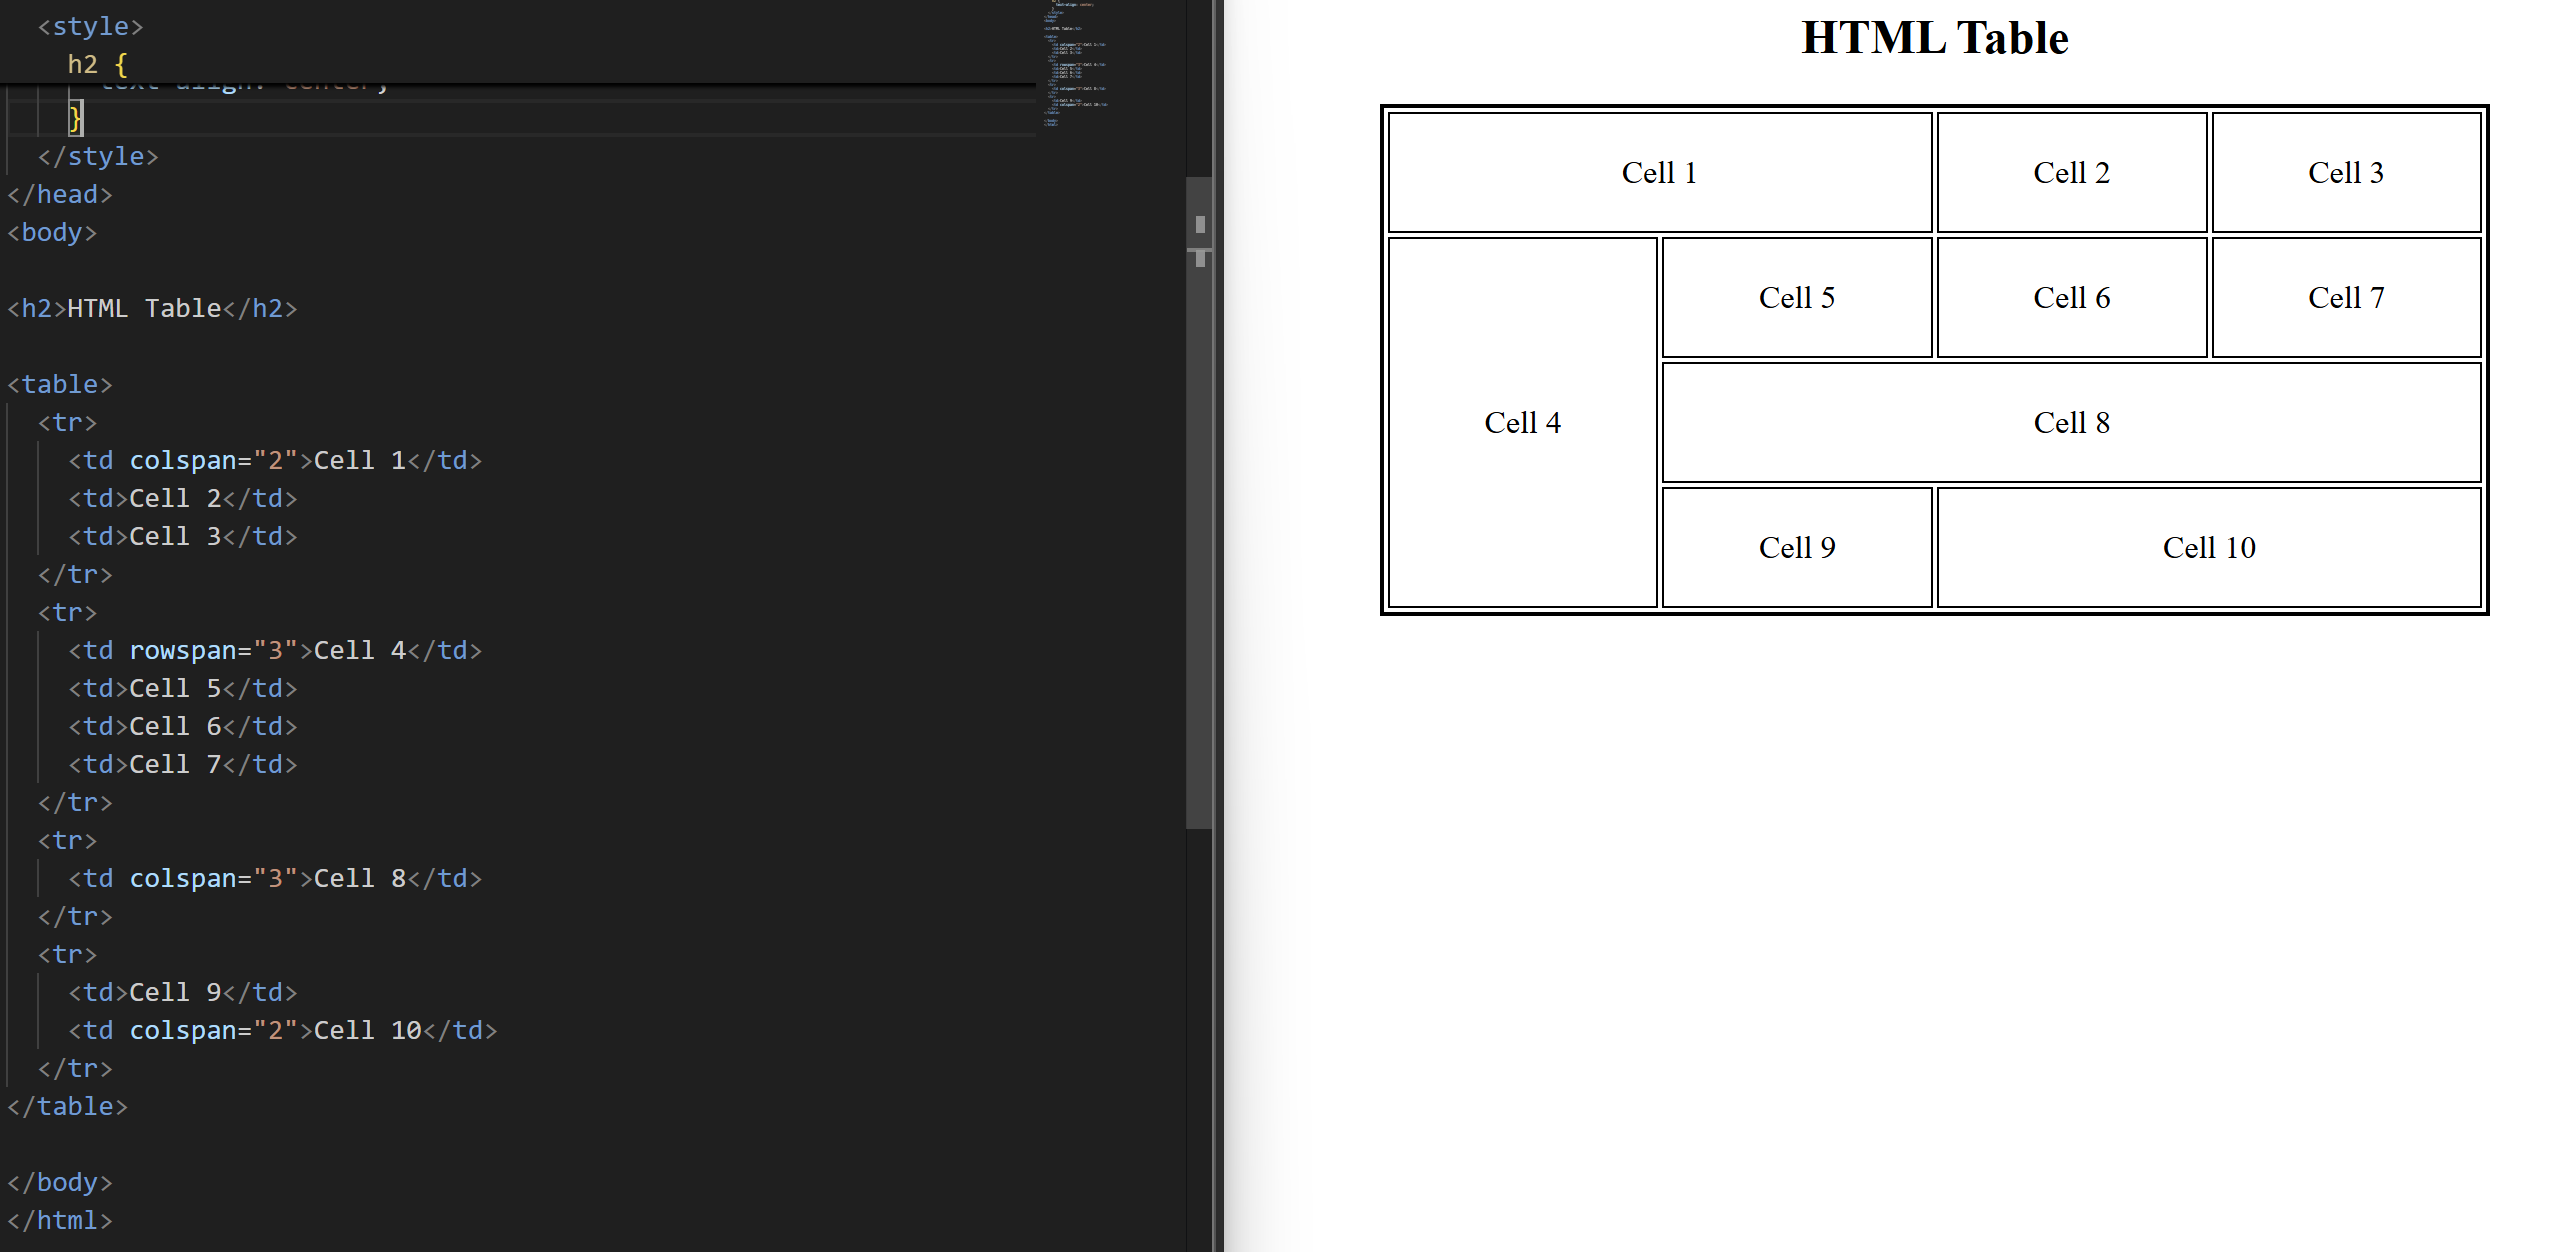 <style>
h2 {
text-align: center;
}
</style>
</head>
<body>
<h2>HTML Table</h2>
<table>
<tr>
<td colspan="2">Cell 1</td>
<td>Cell 2</td>
<td>Cell 3</td>
</tr>
<tr>
<td rowspan="3">Cell 4</td>
<td>Cell 5</td>
<td>Cell 6</td>
<td>Cell 7</td>
</tr>
<tr>
<td colspan="3">Cell 8</td>
</tr>
<tr>
<td>Cell 9</td>
<td colspan="2">Cell 10</td>
</tr>
</table>
</body>
</html>
HTML Table
Cell 1 Cell 2 Cell 3
Cell 5 Cell 6 Cell 7
Cell 4 Cell 8
Cell 9 Cell 10